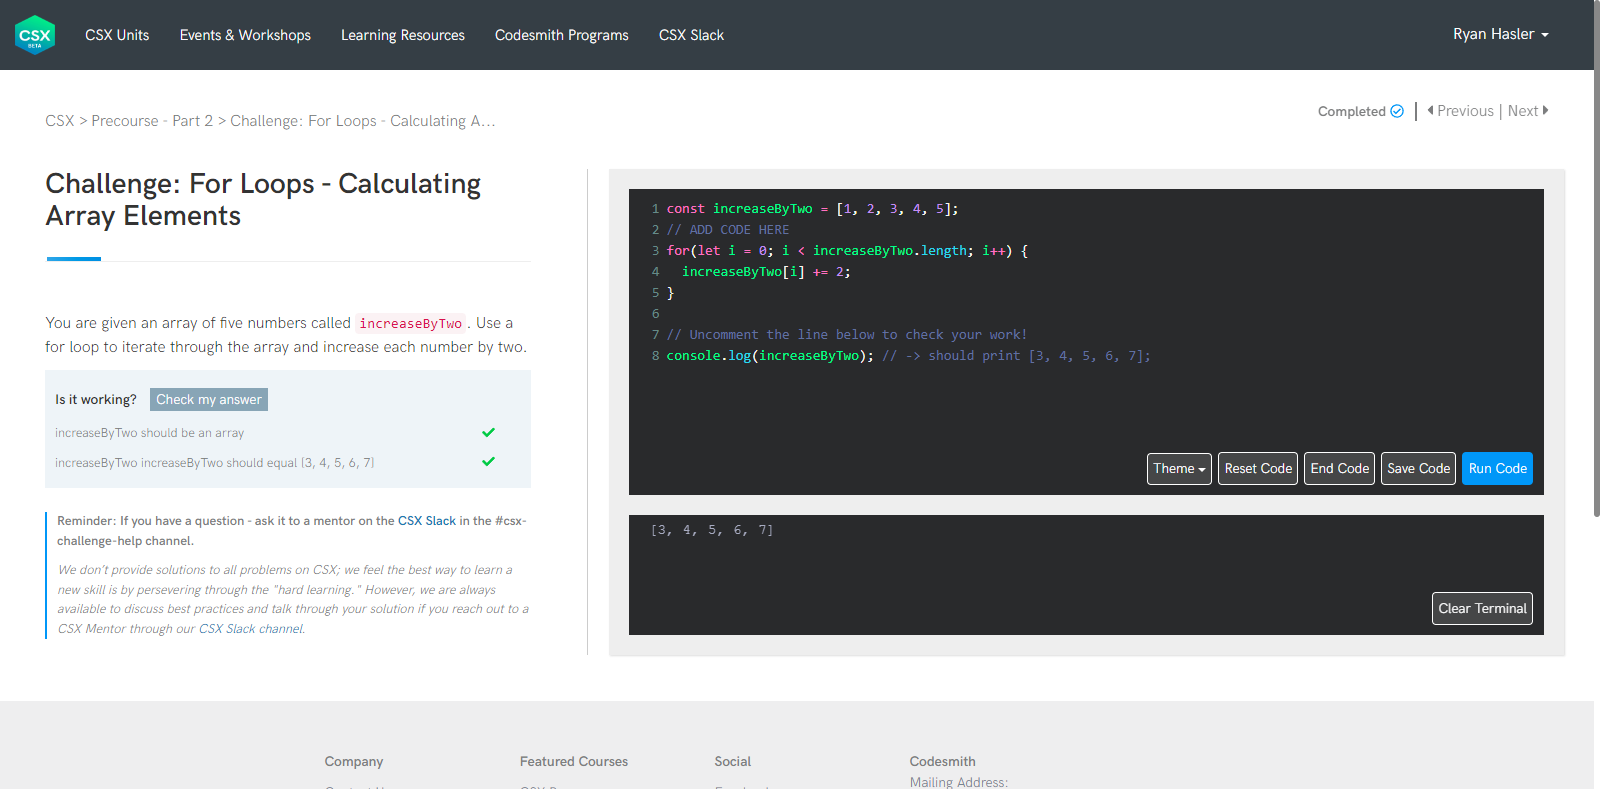 CSX
BETA
CSX Units
Events & Workshops
Learning Resources
Codesmith Programs
CSX Slack
Ryan Hasler
CSX > Precourse - Part 2 > Challenge: For Loops - Calculating A...
Completed
Previous | Next
Challenge: For Loops - Calculating
Array Elements
You are given an array of five numbers called increaseByTwo. Use a
for loop to iterate through the array and increase each number by two.
Is it working? Check my answer
increaseByTwo should be an array
increaseByTwo increaseByTwo should equal [3, 4, 5, 6, 7]
Reminder: If you have a question - ask it to a mentor on the CSX Slack in the #csx-
challenge-help channel.
We don't provide solutions to all problems on CSX; we feel the best way to learn a
new skill is by persevering through the "hard learning." However, we are always
available to discuss best practices and talk through your solution if you reach out to a
CSX Mentor through our CSX Slack channel.
1 const increaseByTwo = [1, 2, 3, 4, 5];
2 // ADD CODE HERE
3 for(let i = 0; i < increaseByTwo.length; i++) {
4 increaseByTwo[i] += 2;
5 }
6
7 // Uncomment the line below to check your work!
8 console.log(increaseByTwo); // -> should print [3, 4, 5, 6, 7];
Theme
Reset Code
End Code
Save Code
Run Code
[3, 4, 5, 6, 7]
Clear Terminal
Company
Featured Courses
Social
Codesmith
Mailing Address: